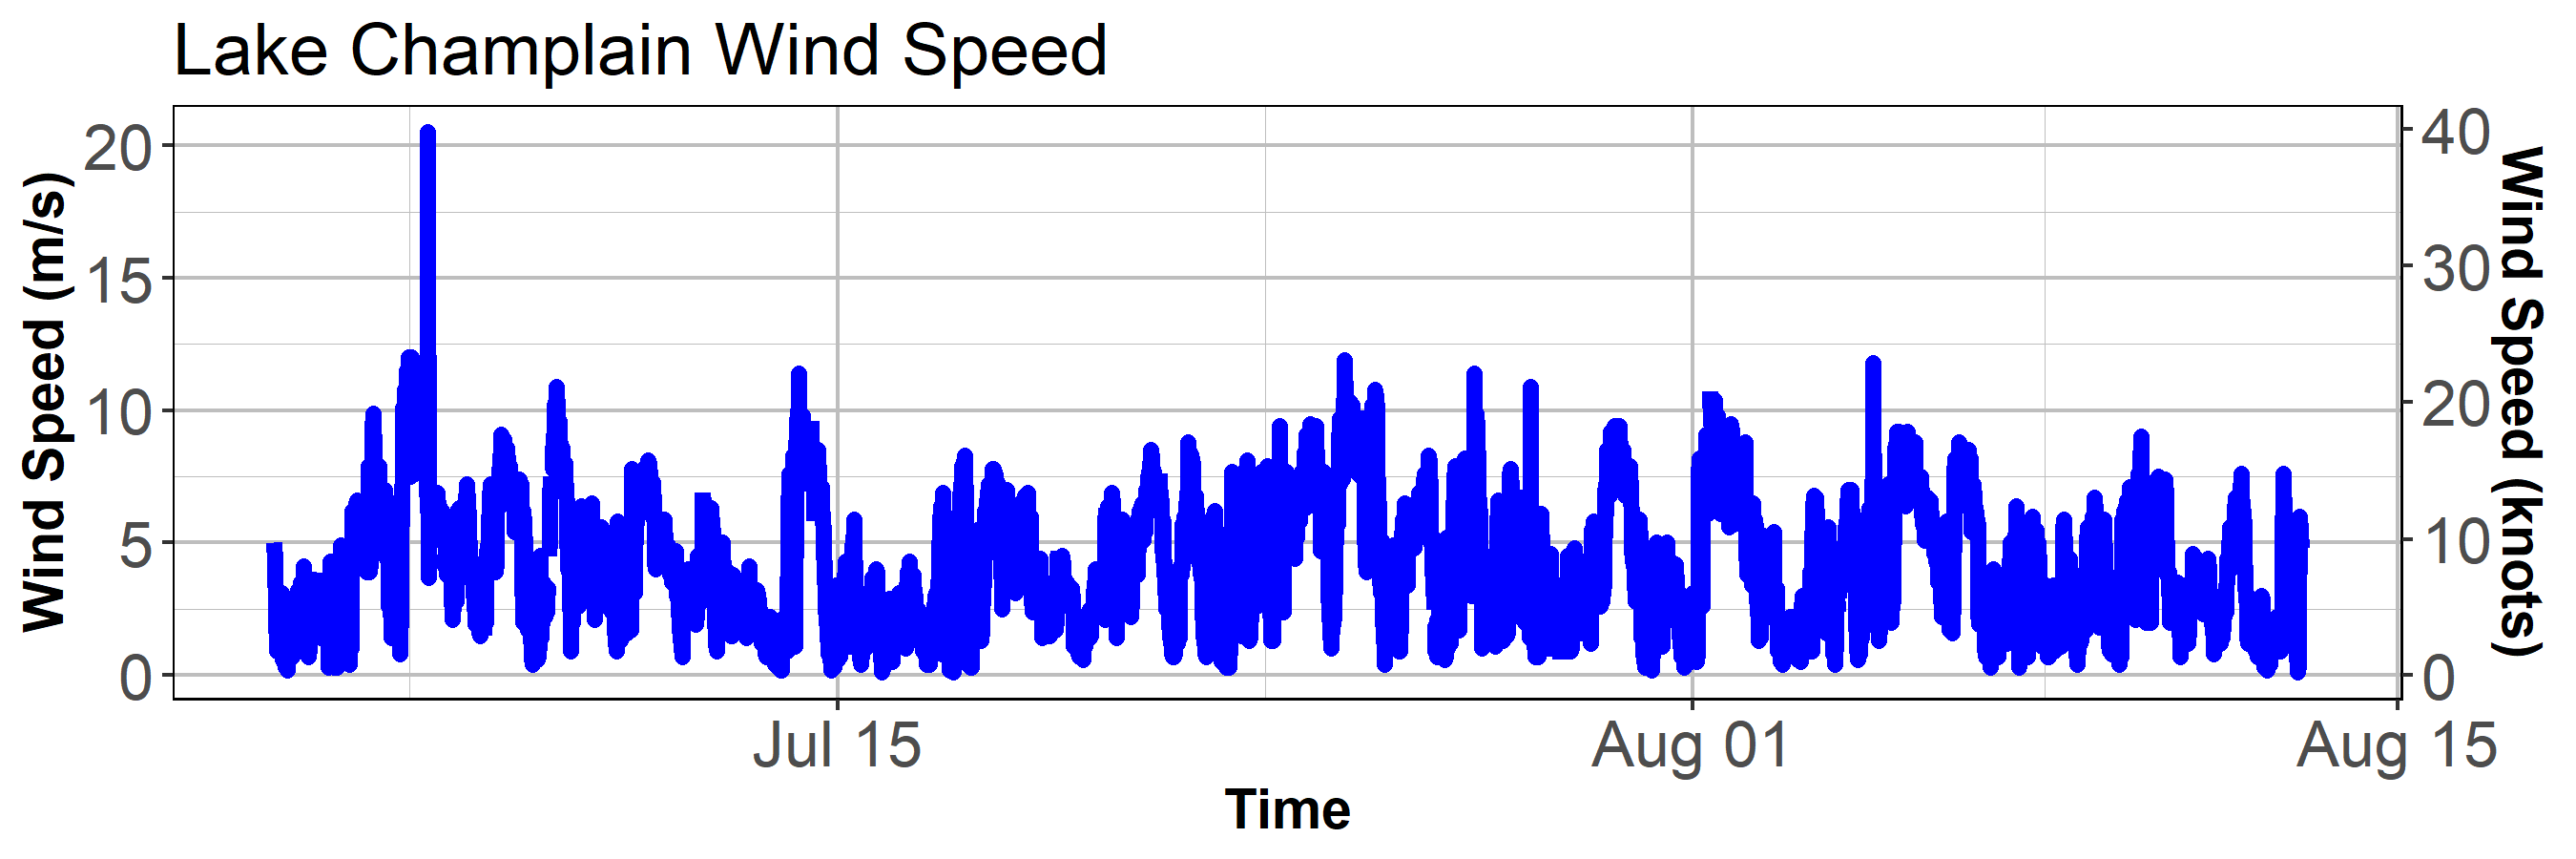 Lake Champlain Wind Speed
Wind Speed (m/s)
20
15
10
5
0
40
30
20
10
0
Wind Speed (knots)
Jul 15
Aug 01
Aug 15
Time